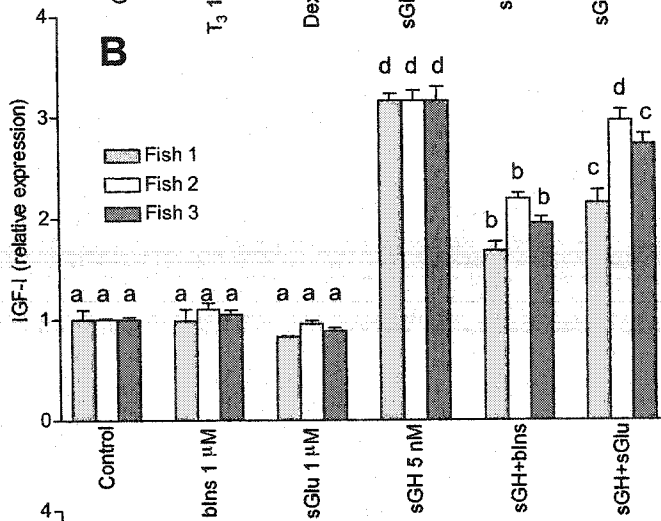 T3 1
Dex
sGH
4
B
d d d
d
c
3
Fish 1
Fish 2
Fish 3
b b b
c
2
IGF-I (relative expression)
a a a
a a a
a a a
1
0
Control
bIns 1 µM
sGlu 1 µM
sGH 5 nM
sGH+bIns
sGH+sGlu
4